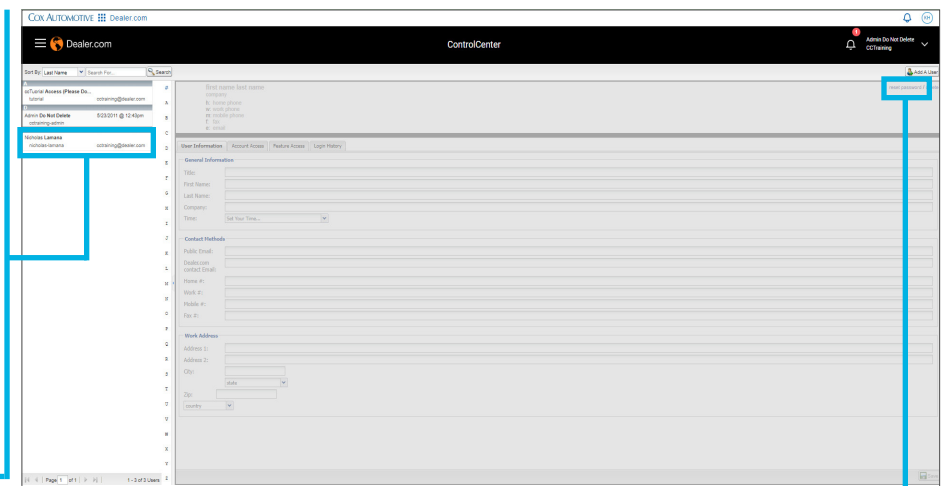 COX AUTOMOTIVE Dealer.com KH
Dealer.com ControlCenter 1 Admin Do Not Delete
CCTraining
Sort By: Last Name Search For... Search Add A User
ccTutorial Access (Please Do...
tutorial cctraining@dealer.com
Admin Do Not Delete 5/23/2011 @ 12:43pm
cctraining-admin
Nicholas Lamana
nicholas-lamana cctraining@dealer.com
#
A
B
C
D
E
F
G
H
I
J
K
L
M
N
O
P
Q
R
S
T
U
V
W
X
Y
Z
first name last name
company
reset password /
h: home phone
w: work phone
m: mobile phone
f: fax
e: email
User Information Account Access Feature Access Login History
General Information
Title:
First Name:
Last Name:
Company:
Time: Set Your Time...
Contact Methods
Public Email:
Dealer.com
contact Email:
Home #:
Work #:
Mobile #:
Fax #:
Work Address
Address 1:
Address 2:
City:
state
Zip:
country
Page 1 of 1 1 - 3 of 3 Users
Save